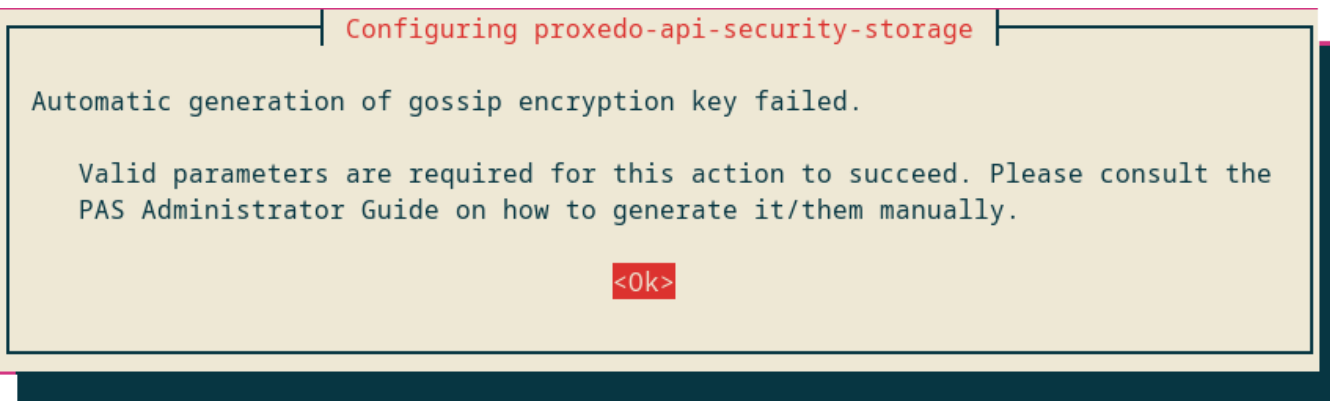 Configuring proxedo-api-security-storage
Automatic generation of gossip encryption key failed.
Valid parameters are required for this action to succeed. Please consult the
PAS Administrator Guide on how to generate it/them manually.
<Ok>